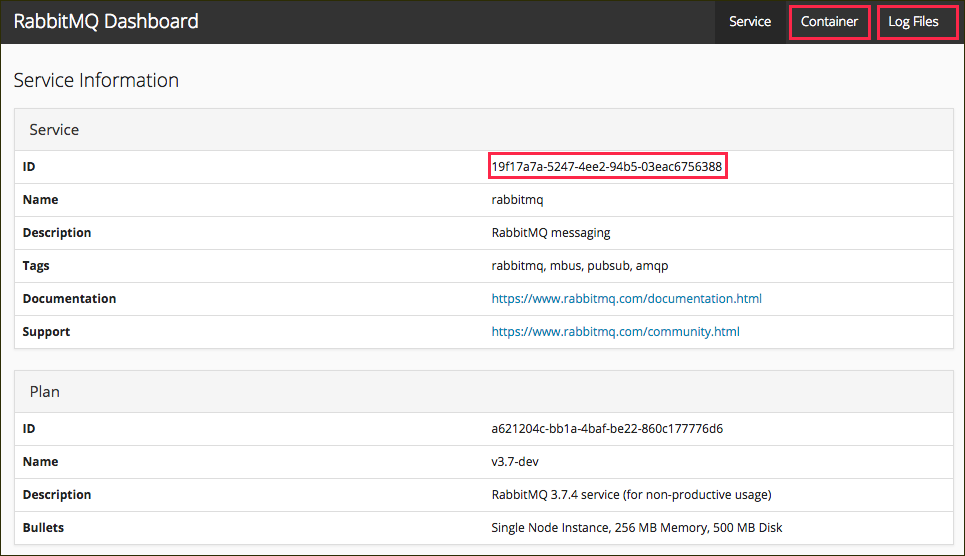 RabbitMQ Dashboard Service Container Log Files
Service Information
Service
ID 19f17a7a-5247-4ee2-94b5-03eac6756388
Name rabbitmq
Description RabbitMQ messaging
Tags rabbitmq, mbus, pubsub, amqp
Documentation https://www.rabbitmq.com/documentation.html
Support https://www.rabbitmq.com/community.html
Plan
ID a621204c-bb1a-4baf-be22-860c177776d6
Name v3.7-dev
Description RabbitMQ 3.7.4 service (for non-productive usage)
Bullets Single Node Instance, 256 MB Memory, 500 MB Disk